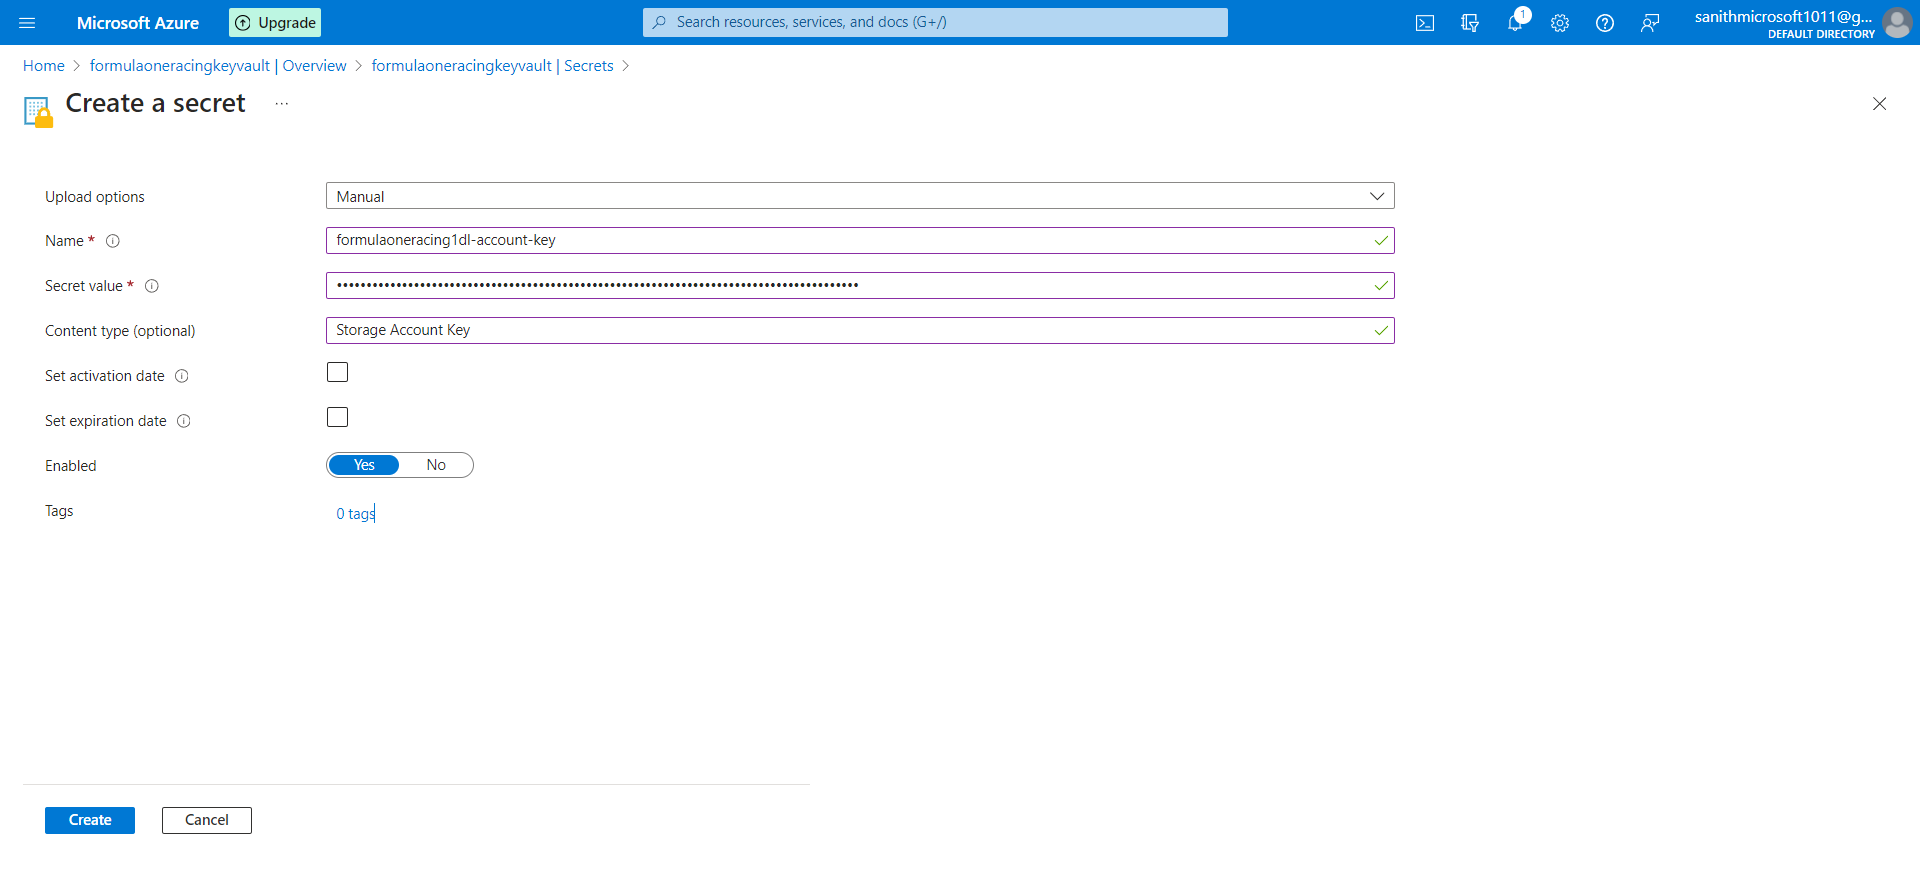 Microsoft Azure
Upgrade
Search resources, services, and docs (G+/)
1
sanithmicrosoft1011@g...
DEFAULT DIRECTORY
Home > formulaoneracingkeyvault | Overview > formulaoneracingkeyvault | Secrets >
Create a secret ...
Upload options
Manual
Name *
formulaoneracing1dl-account-key
Secret value *
Content type (optional)
Storage Account Key
Set activation date
Set expiration date
Enabled
Yes No
Tags
0 tags
Create
Cancel